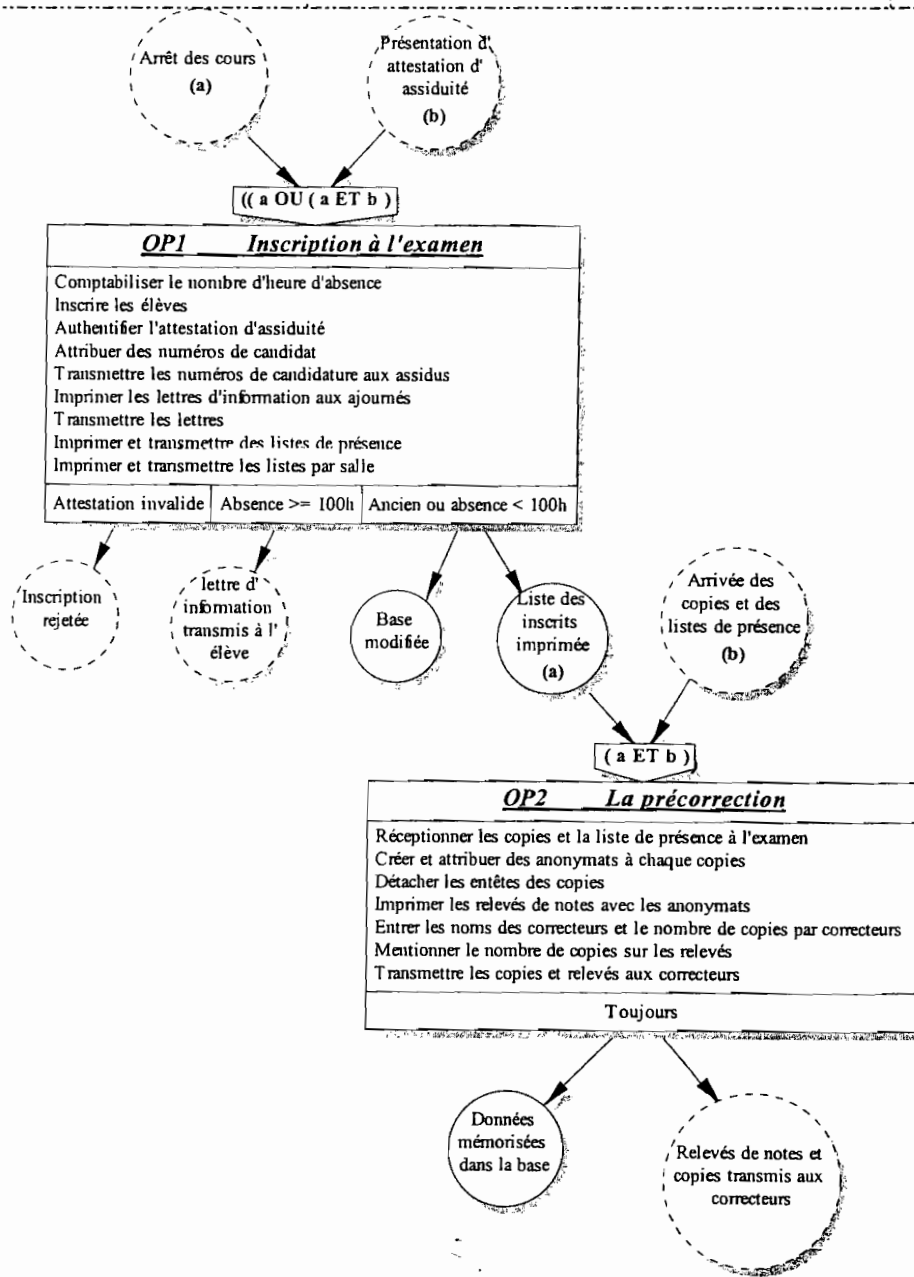 Arrêt des cours
(a)
Présentation d'
attestation d'
assiduité
(b)
(( a OU ( a ET b )
OP1 Inscription à l'examen
Comptabiliser le nombre d'heure d'absence
Inscrire les élèves
Authentifier l'attestation d'assiduité
Attribuer des numéros de candidat
Transmettre les numéros de candidature aux assidus
Imprimer les lettres d'information aux ajournés
Transmettre les lettres
Imprimer et transmettre des listes de présence
Imprimer et transmettre les listes par salle
Attestation invalide
Absence >= 100h
Ancien ou absence < 100h
Inscription
rejetée
lettre d'
information
transmis à l'
élève
Base
modifiée
Liste des
inscrits
imprimée
(a)
Arrivée des
copies et des
listes de présence
(b)
( a ET b )
OP2 La précorrection
Réceptionner les copies et la liste de présence à l'examen
Créer et attribuer des anonymats à chaque copies
Détacher les entêtes des copies
Imprimer les relevés de notes avec les anonymats
Entrer les noms des correcteurs et le nombre de copies par correcteurs
Mentionner le nombre de copies sur les relevés
Transmettre les copies et relevés aux correcteurs
Toujours
Données
mémorisées
dans la base
Relevés de notes et
copies transmis aux
correcteurs